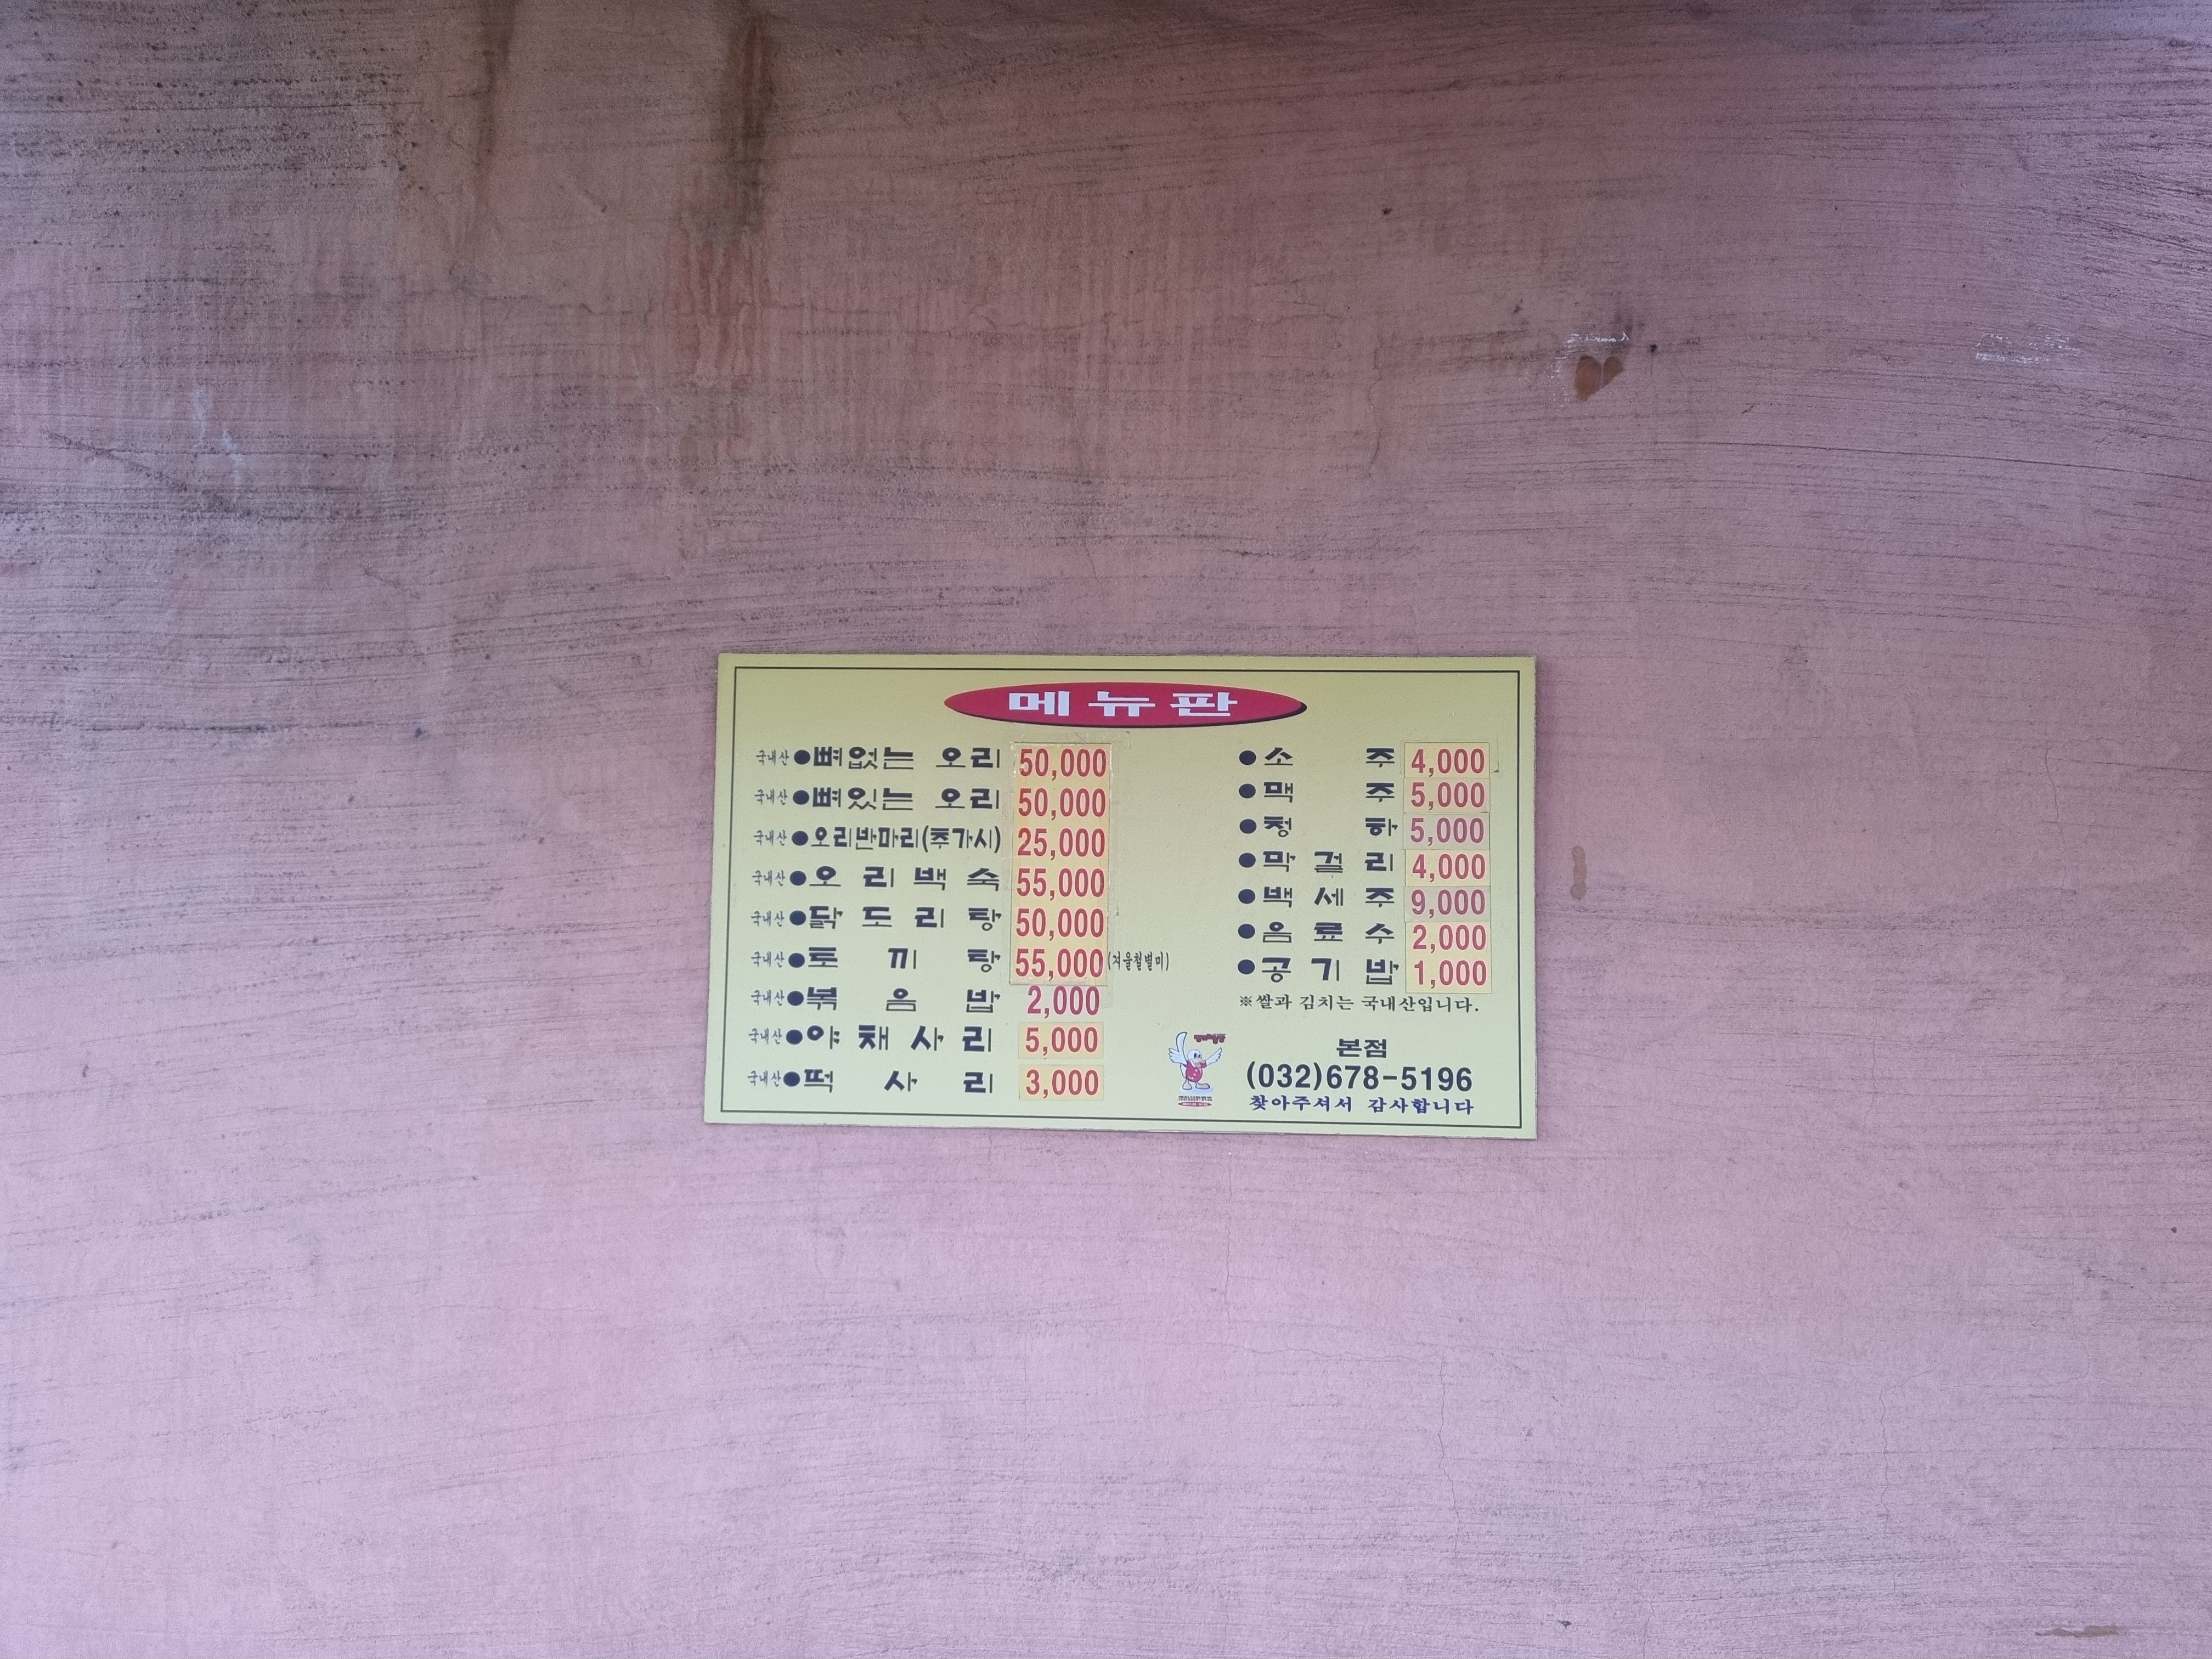 메뉴판
국내산 ●뼈없는 오리 50,000
국내산 ●뼈있는 오리 50,000
국내산 ●오리반마리(추가시) 25,000
국내산 ●오리백숙 55,000
국내산 ●닭도리탕 50,000
국내산 ●토끼탕 55,000 (겨울철별미)
국내산 ●볶음밥 2,000
국내산 ●야채사리 5,000
국내산 ●떡사리 3,000
●소주 4,000
●맥주 5,000
●청하 5,000
●막걸리 4,000
●백세주 9,000
●음료수 2,000
●공기밥 1,000
※쌀과 김치는 국내산입니다.
본점
(032)678-5196
찾아주셔서 감사합니다